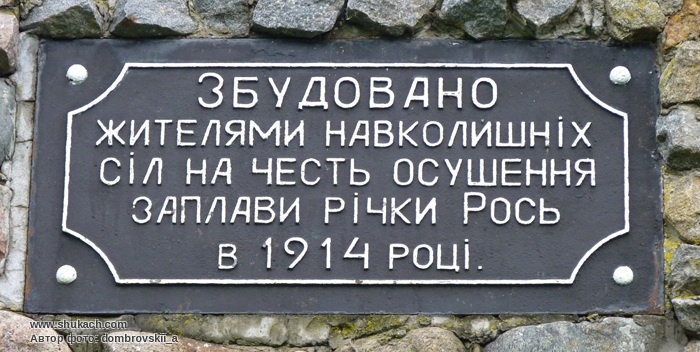 Збудовано
жителями навколишніх
сіл на честь осушення
заплави річки Рось
в 1914 році.
www.shukach.com
Автор фото: dombrovskii_a